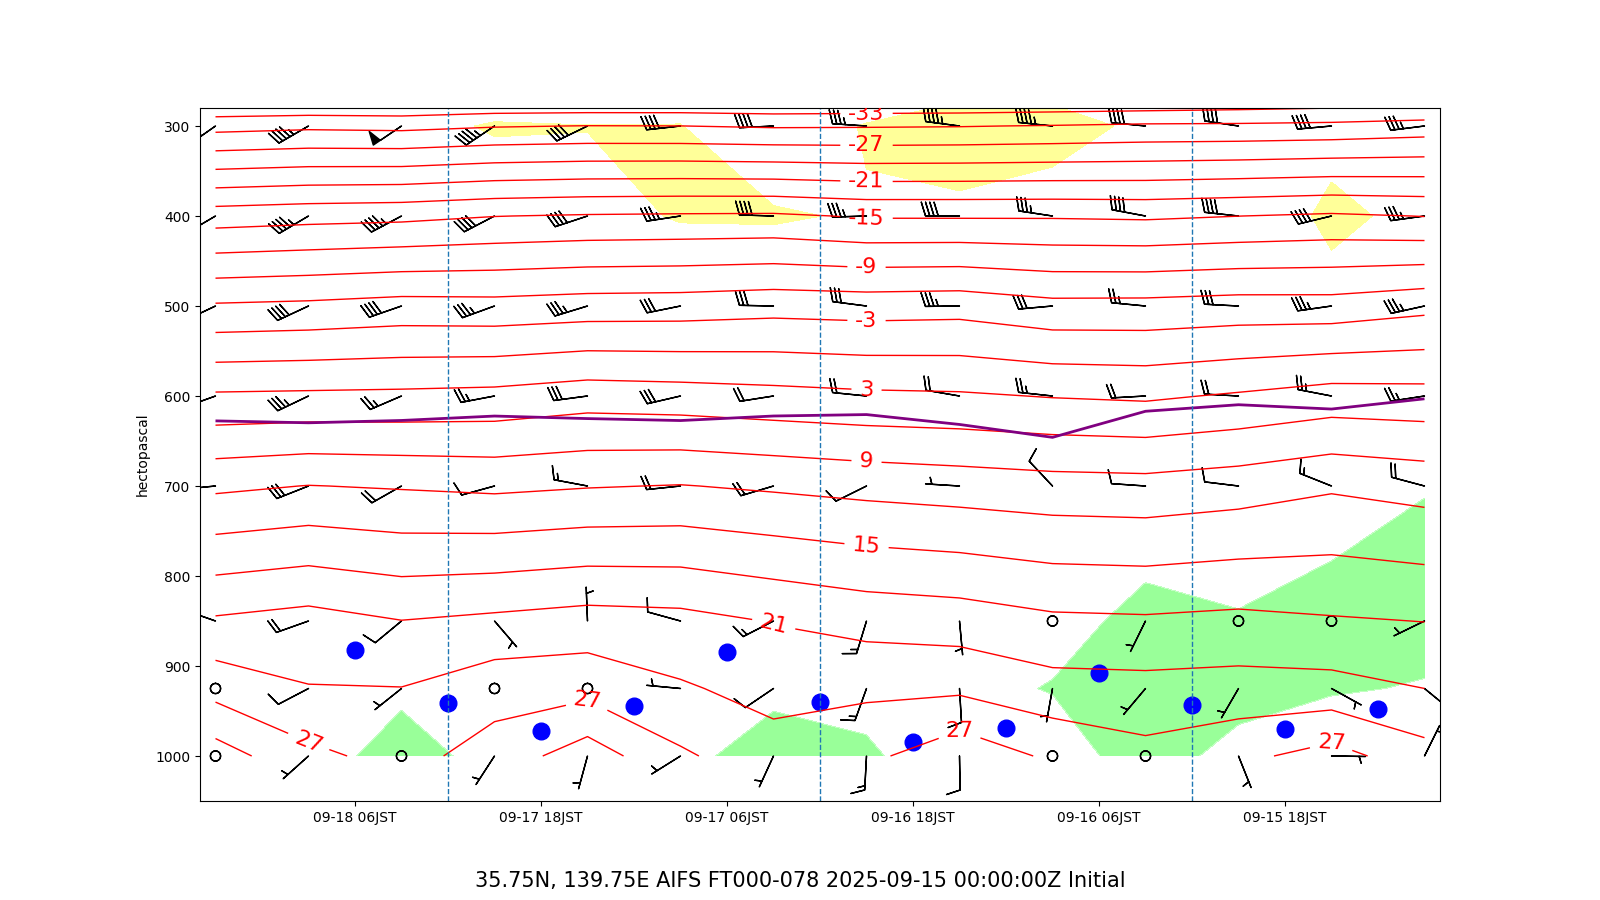 -33
300
-27
-21
400
-15
-9
hectopascal
500
-3
600
3
9
700
15
800
21
900
27
27
27
27
1000
09-18 06JST
09-17 18JST
09-17 06JST
09-16 18JST
09-16 06JST
09-15 18JST
35.75N, 139.75E AIFS FT000-078 2025-09-15 00:00:00Z Initial